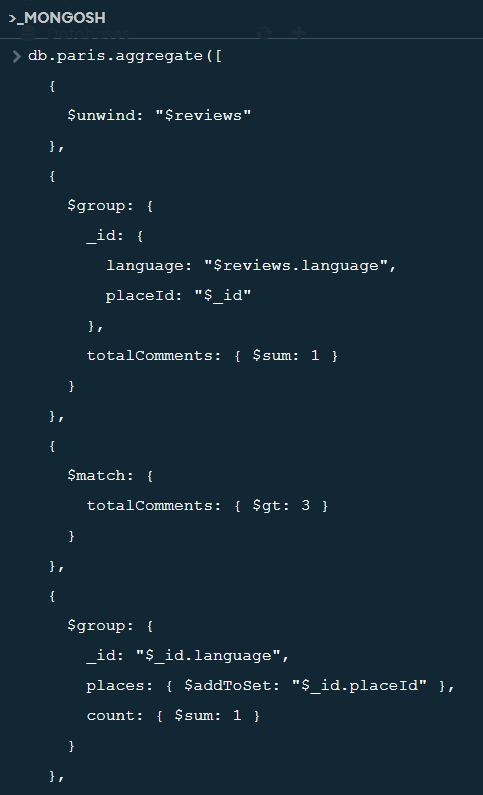 >_MONGOSH
> db.paris.aggregate([
{
$unwind: "$reviews"
},
{
$group: {
_id: {
language: "$reviews.language",
placeId: "$_id"
},
totalComments: { $sum: 1 }
}
},
{
$match: {
totalComments: { $gt: 3 }
}
},
{
$group: {
_id: "$_id.language",
places: { $addToSet: "$_id.placeId" },
count: { $sum: 1 }
}
},